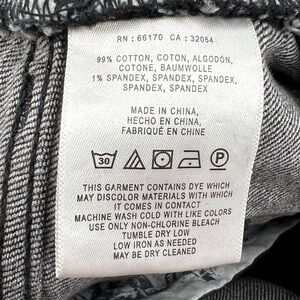 RN : 66170 CA : 32054
99% COTTON, COTON, ALGODÓN,
COTONE, BAUMWOLLE
1% SPANDEX, SPANDEX, SPANDEX,
SPANDEX, SPANDEX
MADE IN CHINA,
HECHO EN CHINA,
FABRIQUÉ EN CHINE
30 P
THIS GARMENT CONTAINS DYE WHICH
MAY DISCOLOR MATERIALS WITH WHICH
IT COMES IN CONTACT
MACHINE WASH COLD WITH LIKE COLORS
USE ONLY NON-CHLORINE BLEACH
TUMBLE DRY LOW
LOW IRON AS NEEDED
MAY BE DRY CLEANED